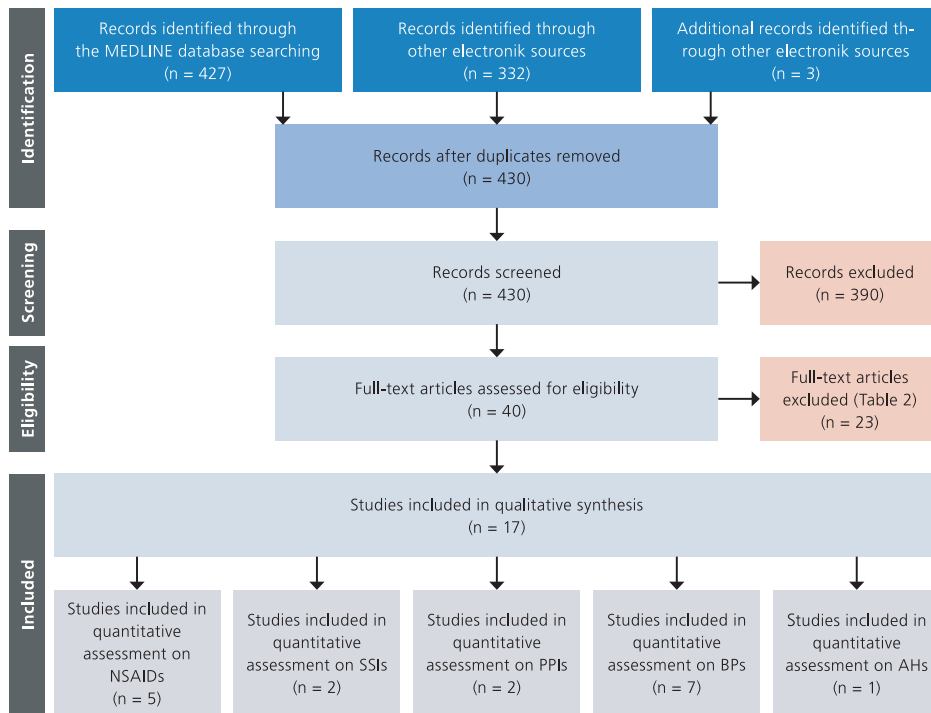 Identification
Records identified through
the MEDLINE database searching
(n = 427)
Records identified through
other electronik sources
(n = 332)
Additional records identified th-
rough other electronik sources
(n = 3)
Records after duplicates removed
(n = 430)
Screening
Records screened
(n = 430)
Records excluded
(n = 390)
Eligibility
Full-text articles assessed for eligibility
(n = 40)
Full-text articles
excluded (Table 2)
(n = 23)
Included
Studies included in qualitative synthesis
(n = 17)
Studies included in
quantitative
assessment on
NSAIDs
(n = 5)
Studies included in
quantitative
assessment on SSIs
(n = 2)
Studies included in
quantitative
assessment on PPIs
(n = 2)
Studies included in
quantitative
assessment on BPs
(n = 7)
Studies included in
quantitative
assessment on AHs
(n = 1)